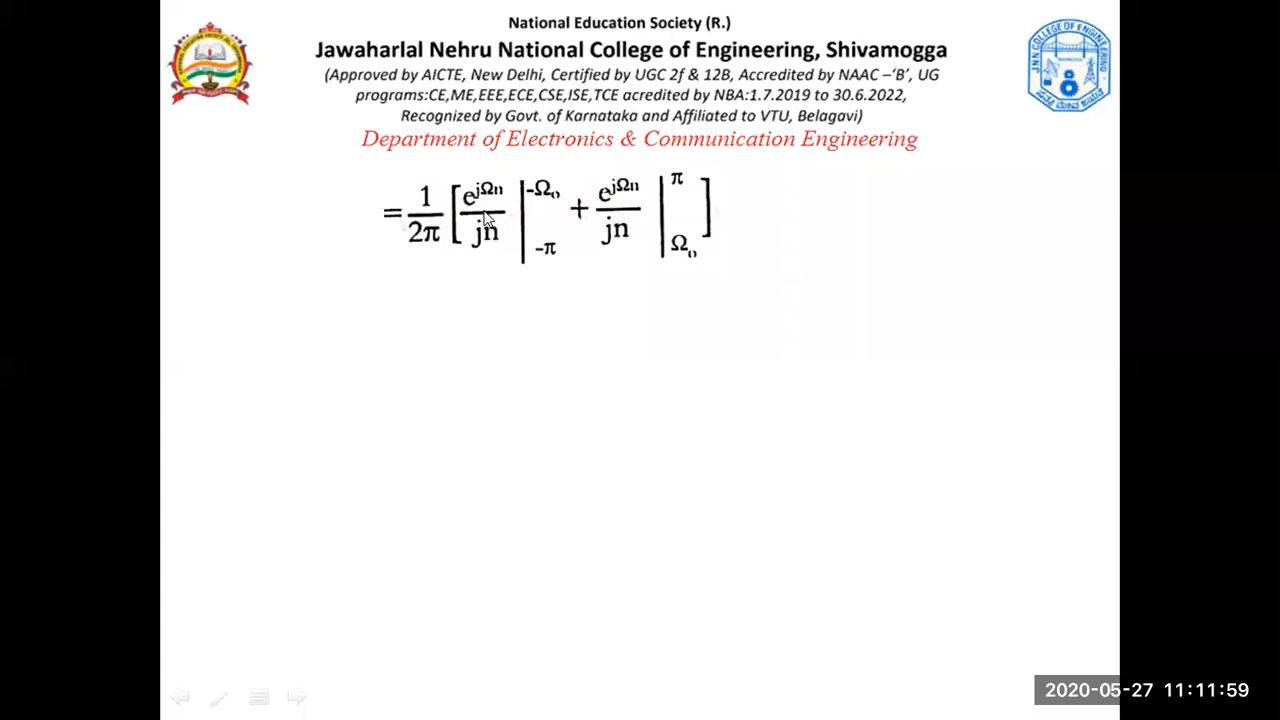 National Education Society (R.)
Jawaharlal Nehru National College of Engineering, Shivamogga
(Approved by AICTE, New Delhi, Certified by UGC 2f & 12B, Accredited by NAAC –‘B’, UG
programs:CE,ME,EEE,ECE,CSE,ISE,TCE acredited by NBA:1.7.2019 to 30.6.2022,
Recognized by Govt. of Karnataka and Affiliated to VTU, Belagavi)
Department of Electronics & Communication Engineering
= 1/2π [ e^{jΩn}/jn |_{-π}^{-Ω₀} + e^{jΩn}/jn |_{Ω₀}^{π} ]
2020-05-27 11:11:59